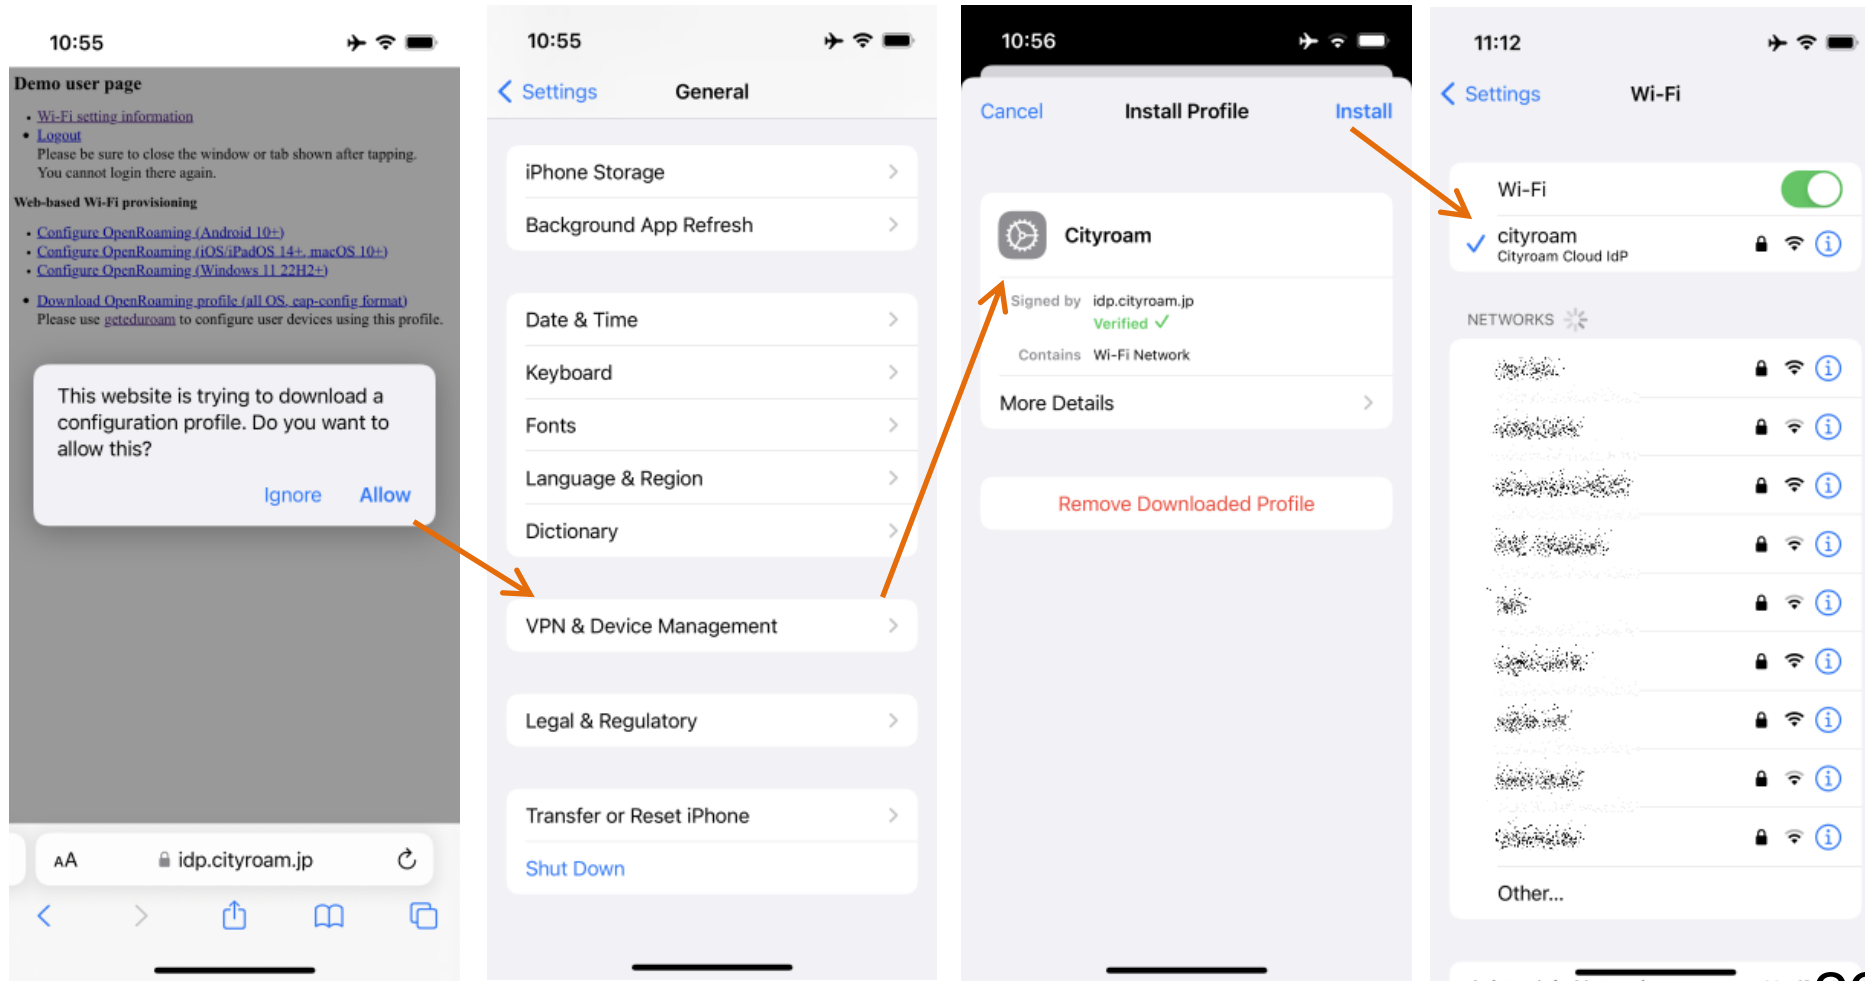 10:55
Demo user page
Wi-Fi setting information
Logout
Please be sure to close the window or tab shown after tapping.
You cannot login there again.
Web-based Wi-Fi provisioning
Configure OpenRoaming (Android 10+)
Configure OpenRoaming (iOS/iPadOS 14+, macOS 10+)
Configure OpenRoaming (Windows 11 22H2+)
Download OpenRoaming profile (all OS, eap-config format)
Please use geteduroam to configure user devices using this profile.
This website is trying to download a
configuration profile. Do you want to
allow this?
Ignore Allow
AA idp.cityroam.jp
10:55
Settings General
iPhone Storage
Background App Refresh
Date & Time
Keyboard
Fonts
Language & Region
Dictionary
VPN & Device Management
Legal & Regulatory
Transfer or Reset iPhone
Shut Down
10:56
Cancel Install Profile Install
Cityroam
Signed by idp.cityroam.jp
Verified ✓
Contains Wi-Fi Network
More Details
Remove Downloaded Profile
11:12
Settings Wi-Fi
Wi-Fi
cityroam
Cityroam Cloud IdP
NETWORKS
Other...